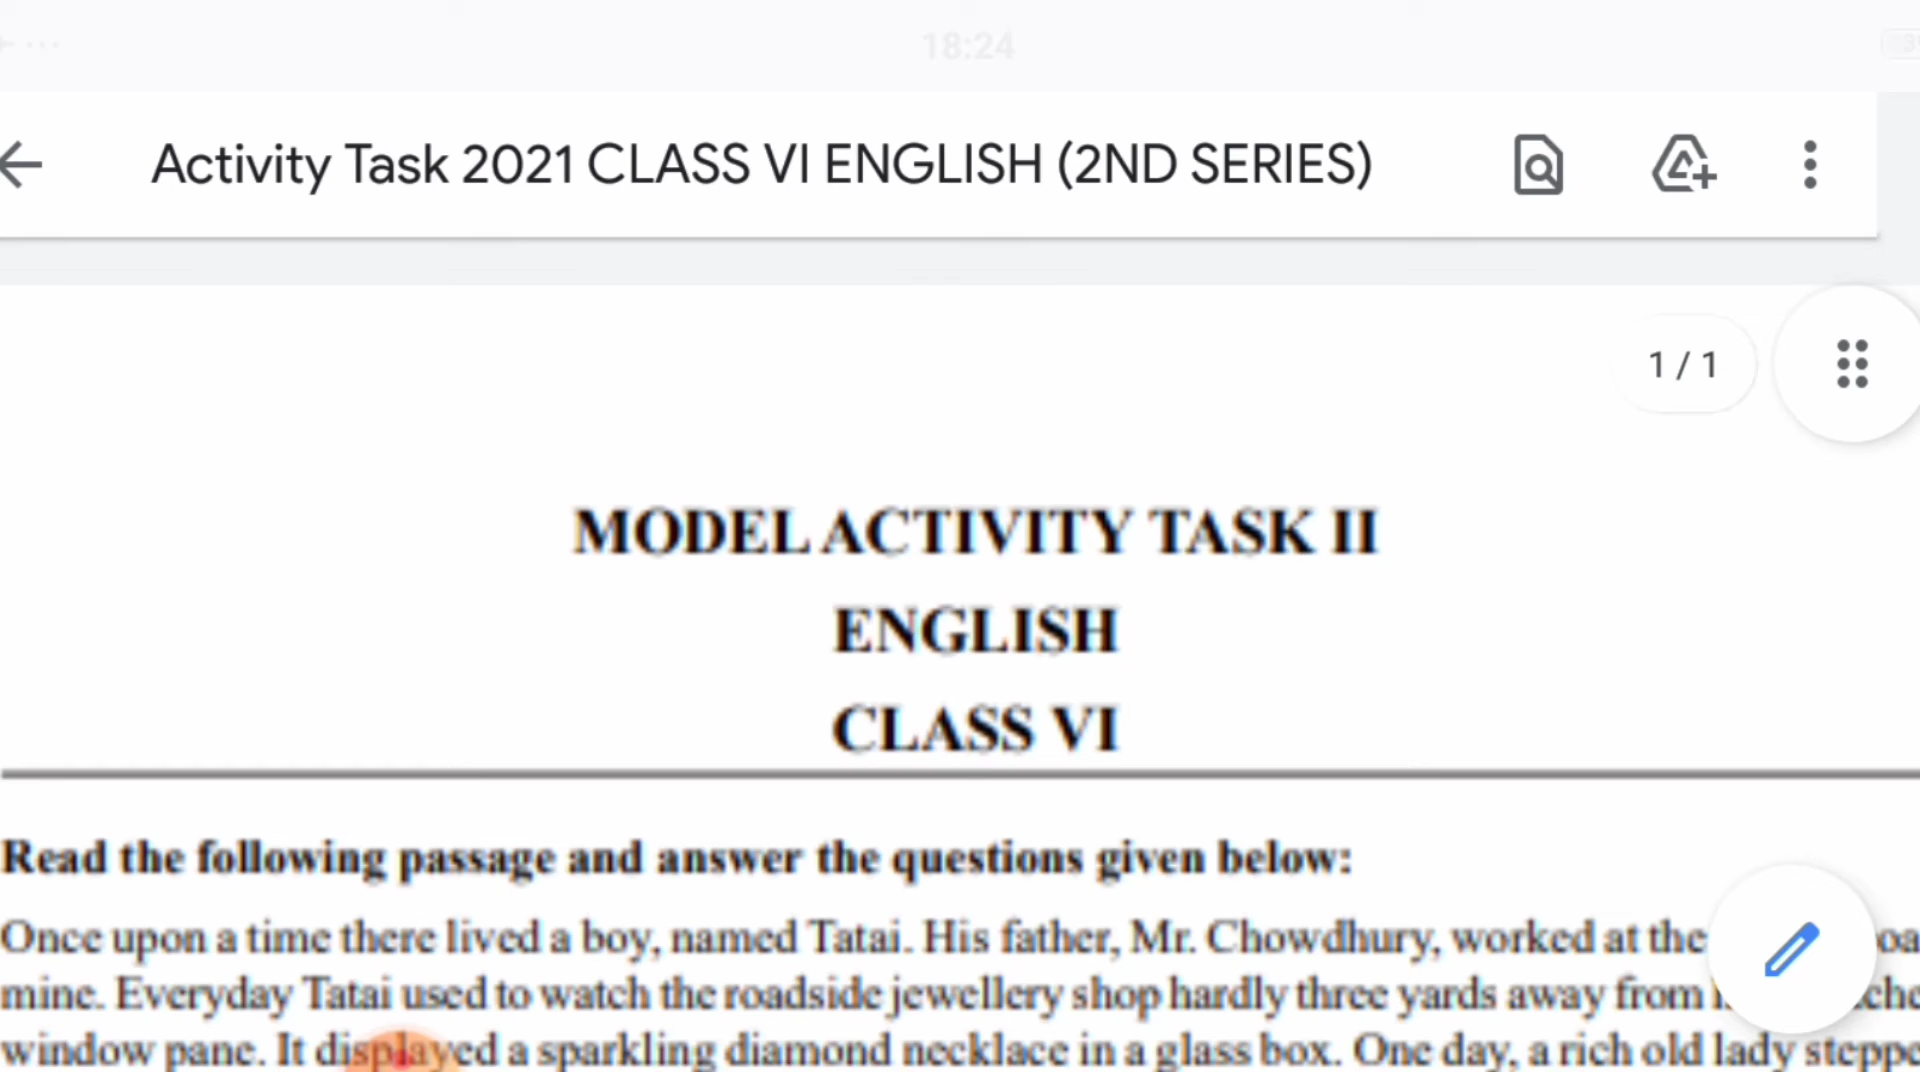 18:24
Activity Task 2021 CLASS VI ENGLISH (2ND SERIES)
1 / 1
MODEL ACTIVITY TASK II
ENGLISH
CLASS VI
Read the following passage and answer the questions given below:
Once upon a time there lived a boy, named Tatai. His father, Mr. Chowdhury, worked at the
mine. Everyday Tatai used to watch the roadside jewellery shop hardly three yards away from
window pane. It displayed a sparkling diamond necklace in a glass box. One day, a rich old lady